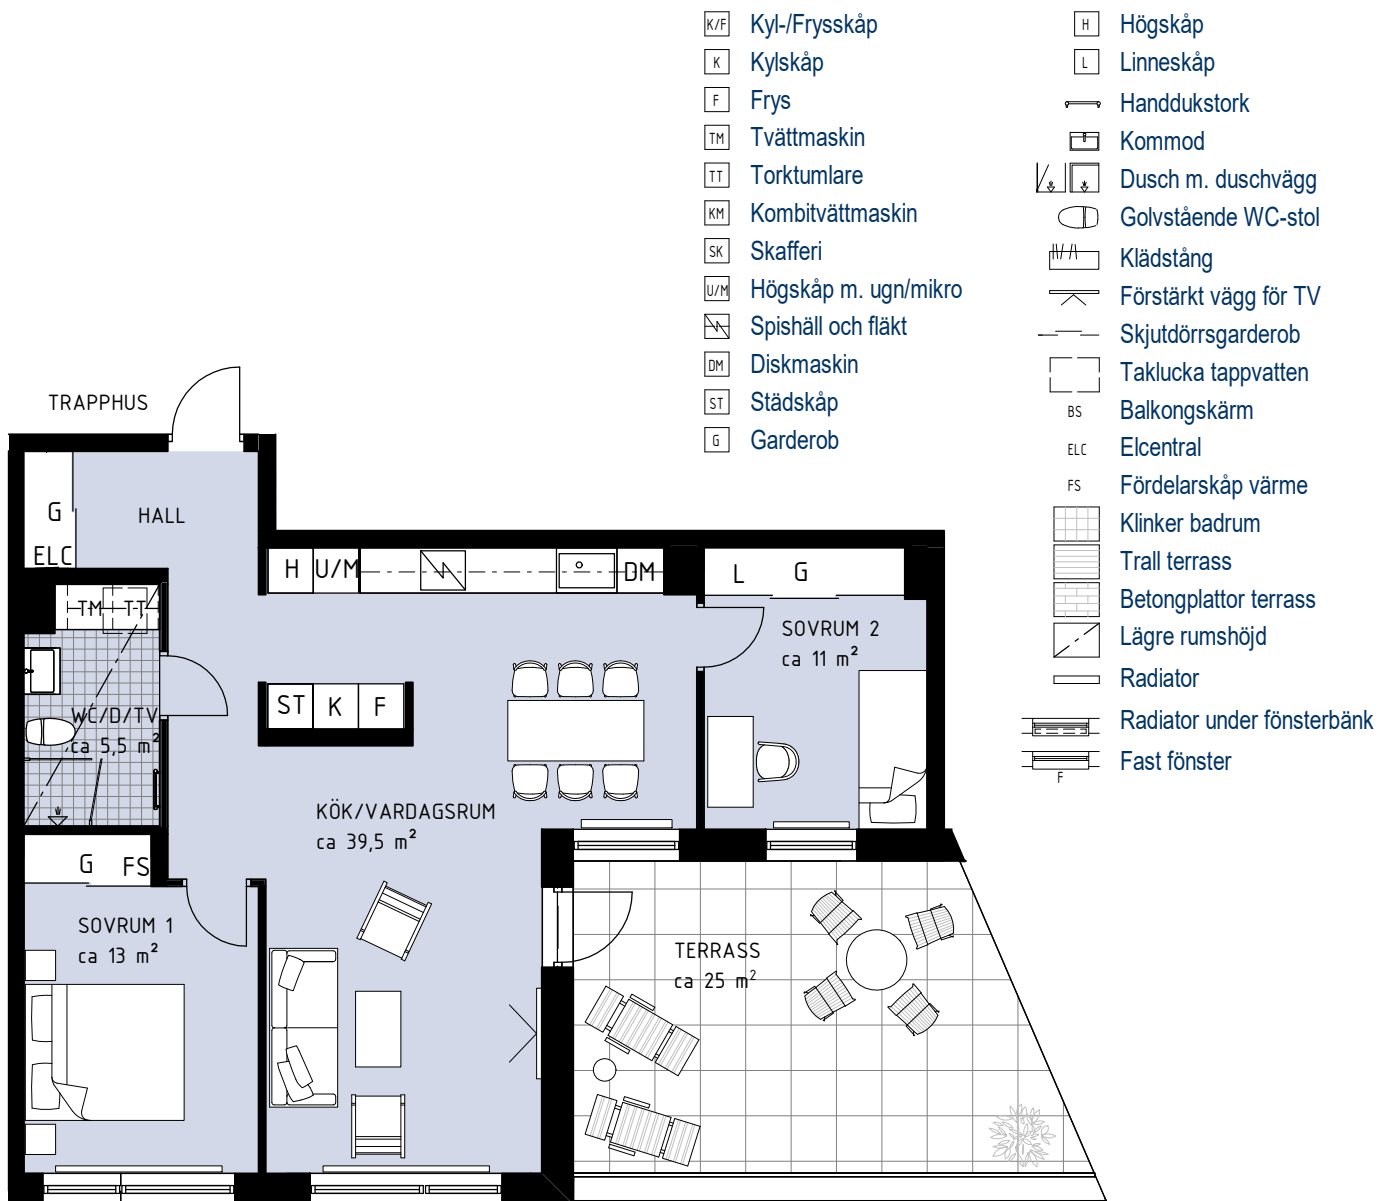 K/F Kyl-/Frysskåp
K Kylskåp
F Frys
TM Tvättmaskin
TT Torktumlare
KM Kombitvättmaskin
SK Skafferi
U/M Högskåp m. ugn/mikro
Spishäll och fläkt
DM Diskmaskin
ST Städskåp
G Garderob
H Högskåp
L Linneskåp
Handdukstork
Kommod
Dusch m. duschvägg
Golvstående WC-stol
Klädstång
Förstärkt vägg för TV
Skjutdörrsgarderob
Taklucka tappvatten
BS Balkongskärm
ELC Elcentral
FS Fördelarskåp värme
Klinker badrum
Trall terrass
Betongplattor terrass
Lägre rumshöjd
Radiator
Radiator under fönsterbänk
Fast fönster
F
TRAPPHUS
G
ELC
HALL
H U/M
DM
L G
TM TT
SOVRUM 2
ca 11 m²
ST K F
WC/D/TV
ca 5,5 m²
KÖK/VARDAGSRUM
ca 39,5 m²
G FS
SOVRUM 1
ca 13 m²
TERRASS
ca 25 m²